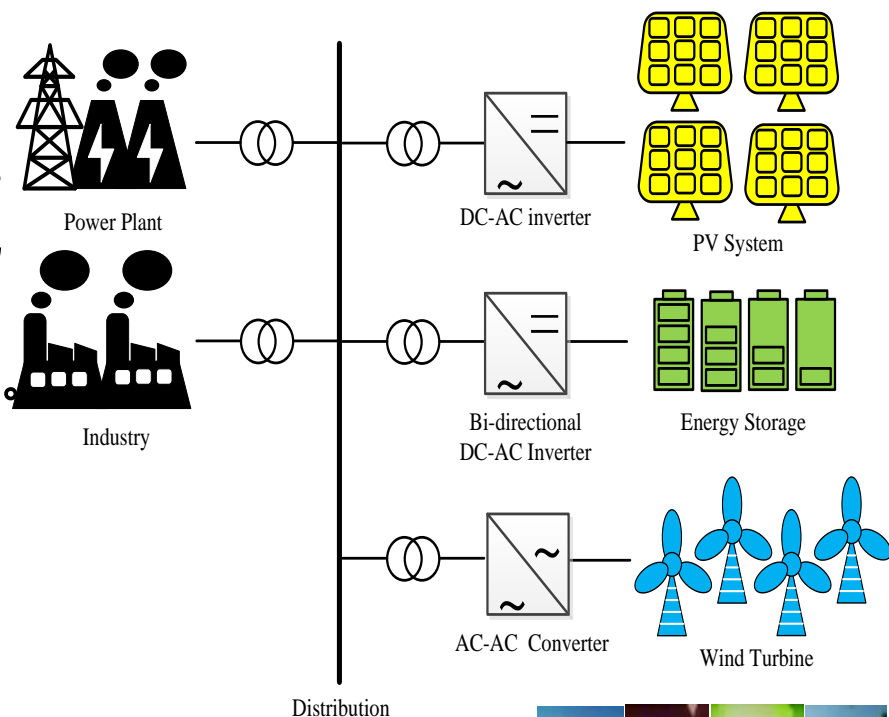 Power Plant
DC-AC inverter
PV System
Industry
Bi-directional
DC-AC Inverter
Energy Storage
AC-AC Converter
Wind Turbine
Distribution